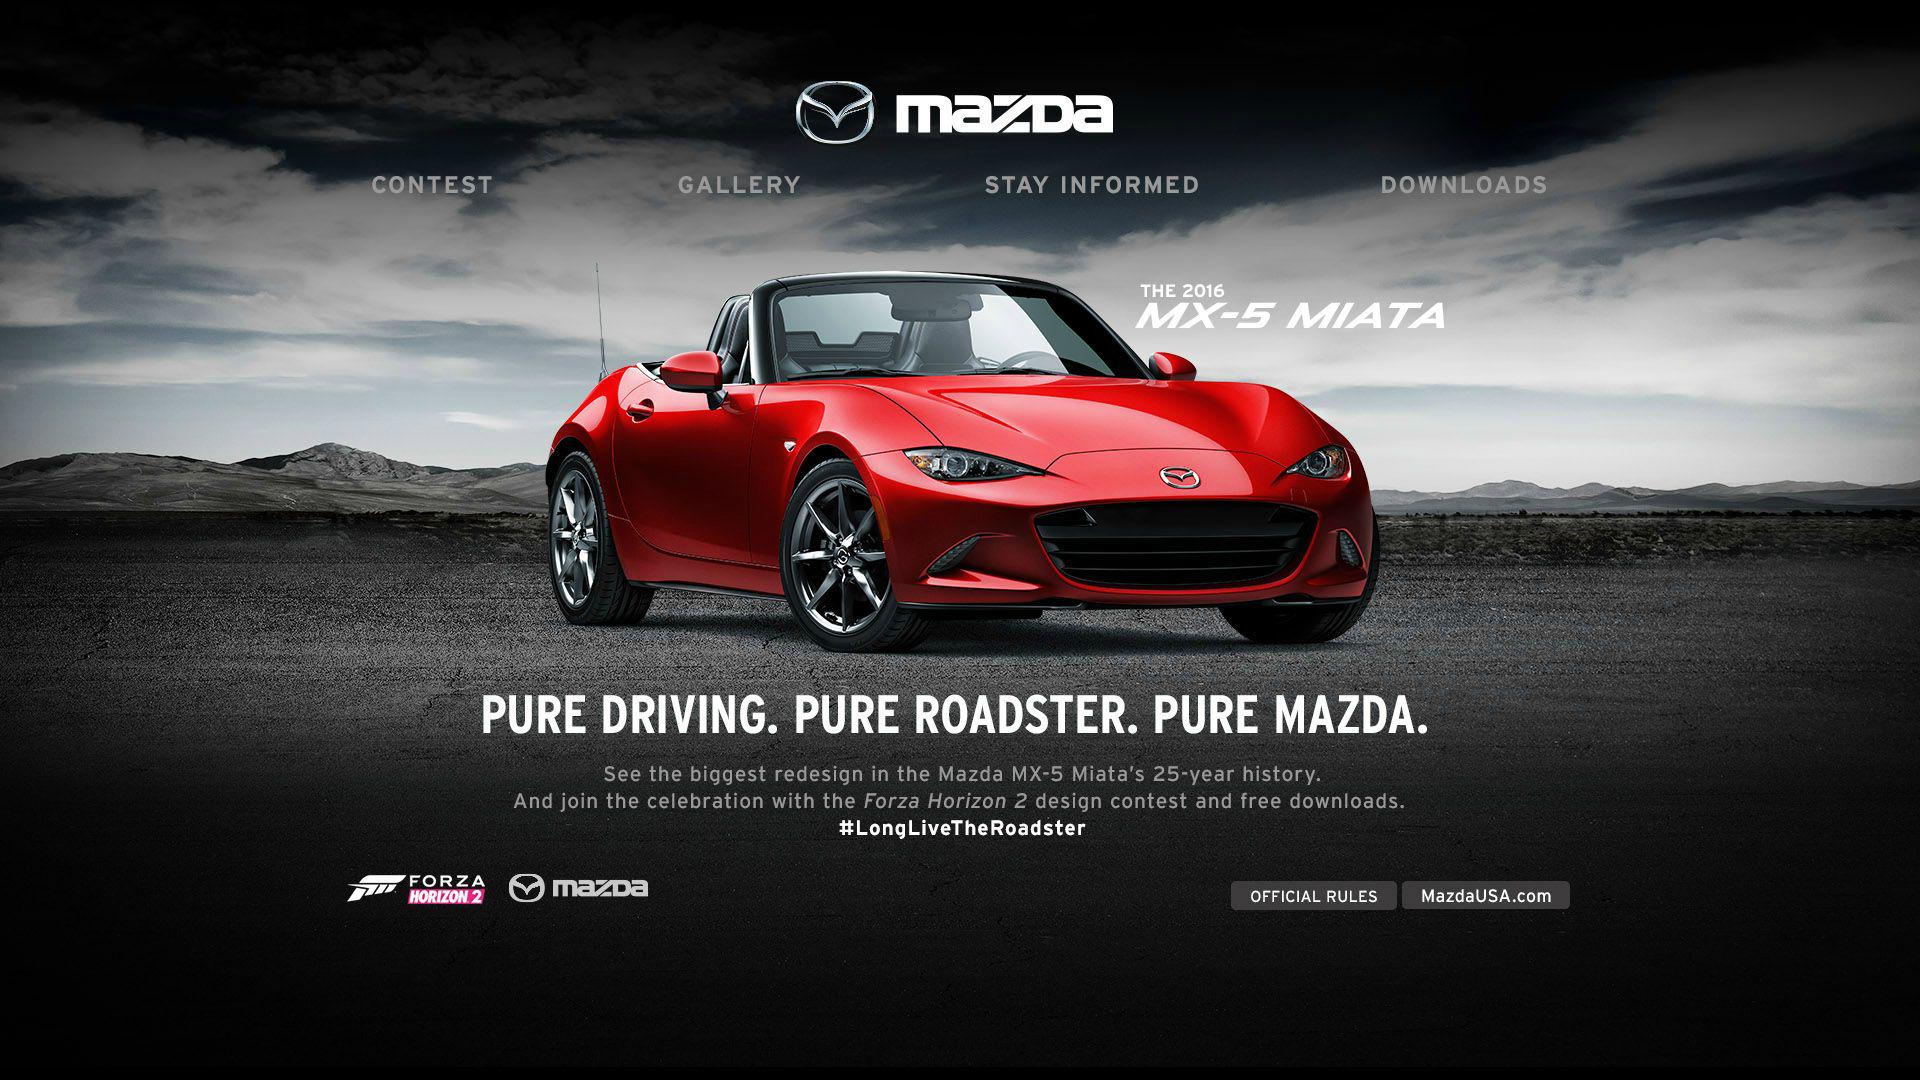 mazda
CONTEST GALLERY STAY INFORMED DOWNLOADS
THE 2016
MX-5 MIATA
PURE DRIVING. PURE ROADSTER. PURE MAZDA.
See the biggest redesign in the Mazda MX-5 Miata’s 25-year history.
And join the celebration with the Forza Horizon 2 design contest and free downloads.
#LongLiveTheRoadster
FORZA
HORIZON 2
mazda
OFFICIAL RULES MazdaUSA.com